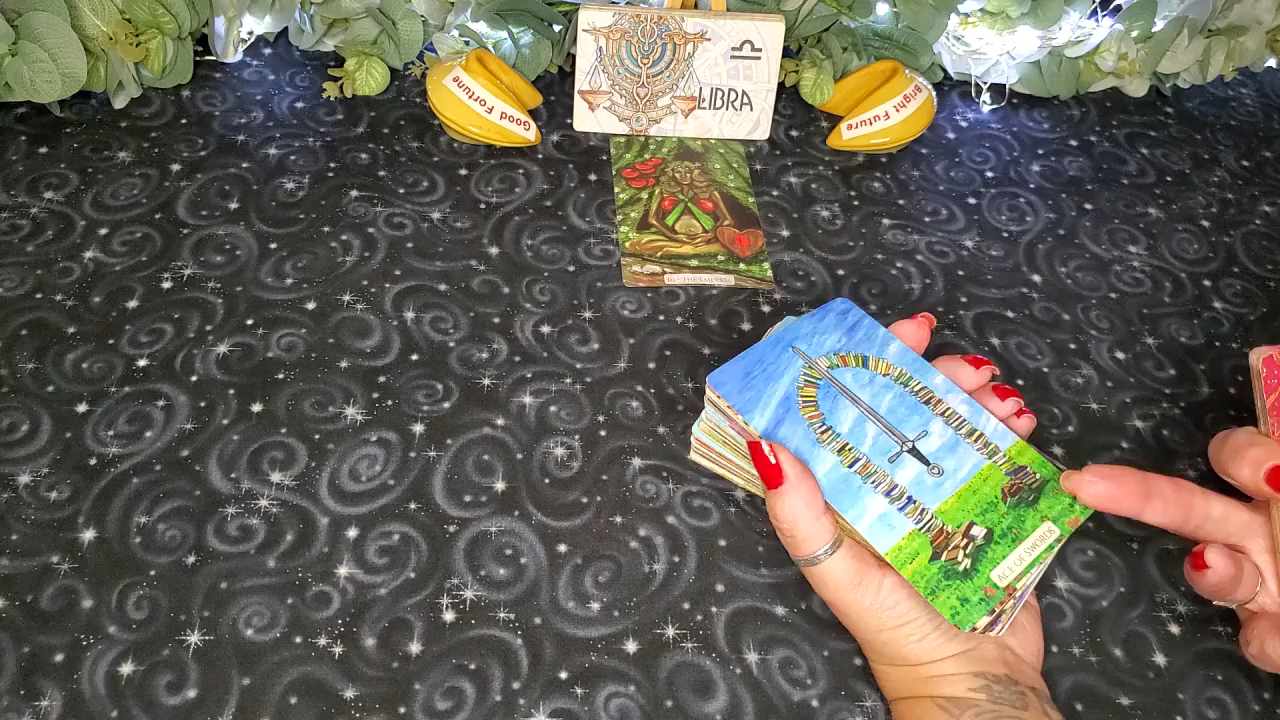 Good Fortune
♎
LIBRA
Bright Future
III - THE EMPRESS
ACE OF SWORDS